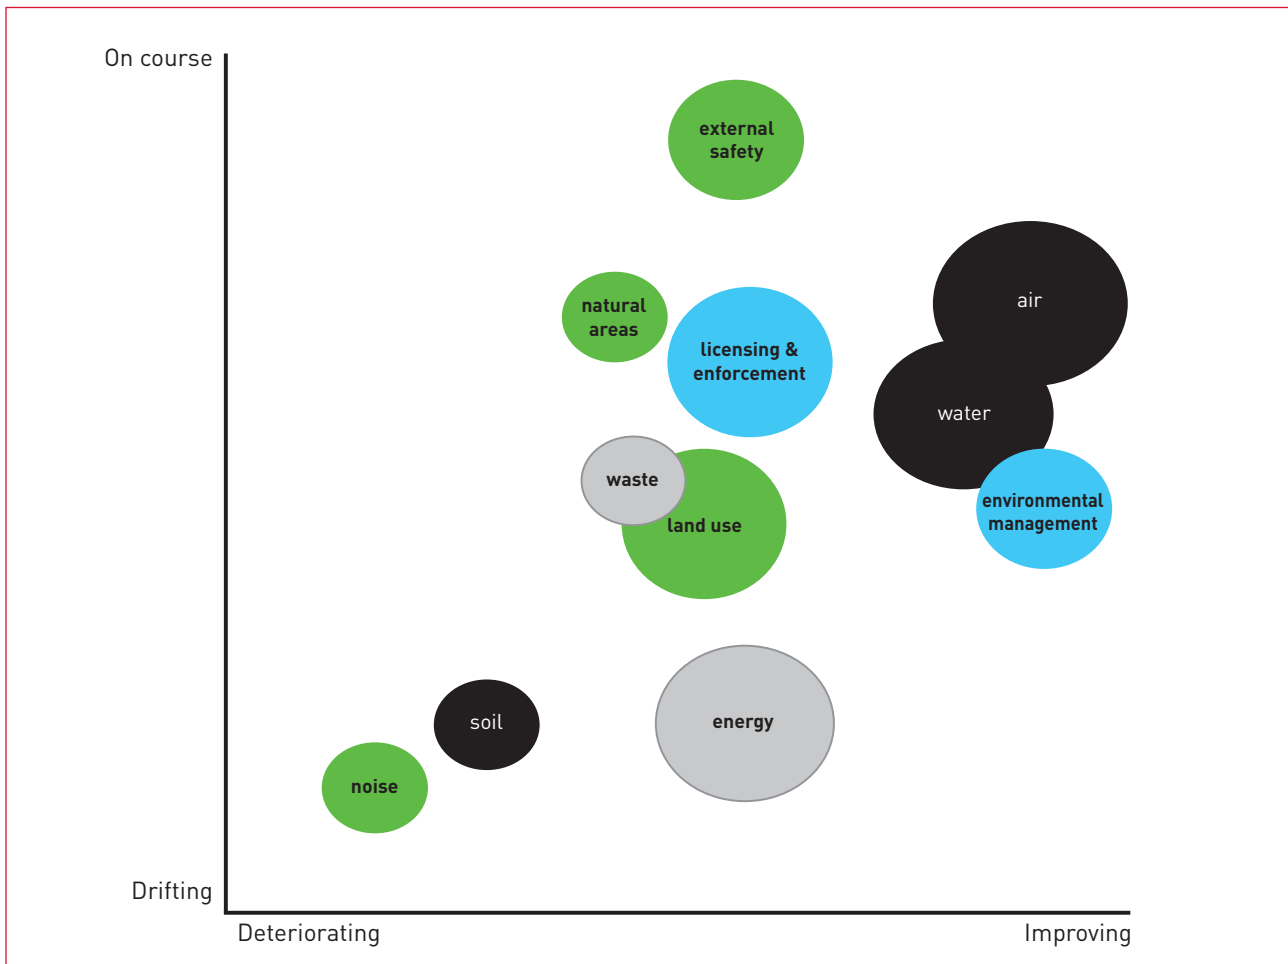 On course
external
safety
air
natural
areas
licensing &
enforcement
water
waste
environmental
management
land use
soil
energy
noise
Drifting
Deteriorating
Improving